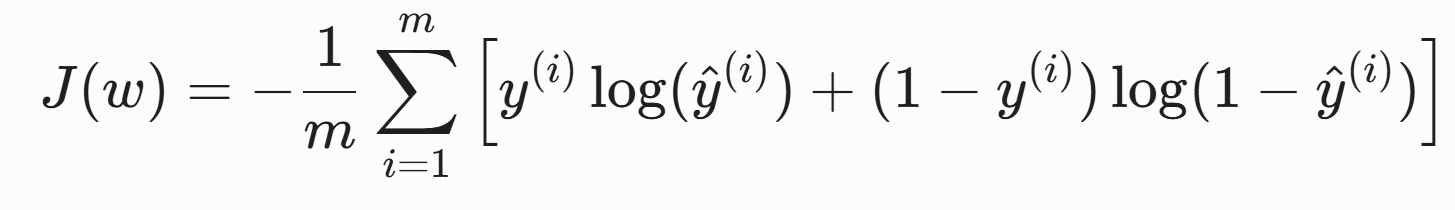 J(w) = -\frac{1}{m} \sum_{i=1}^{m} \left[ y^{(i)} \log(\hat{y}^{(i)}) + (1 - y^{(i)}) \log(1 - \hat{y}^{(i)}) \right]